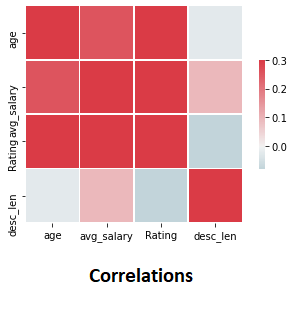 age
avg_salary
Rating
desc_len
0.3
0.2
0.1
0.0
age avg_salary Rating desc_len
Correlations